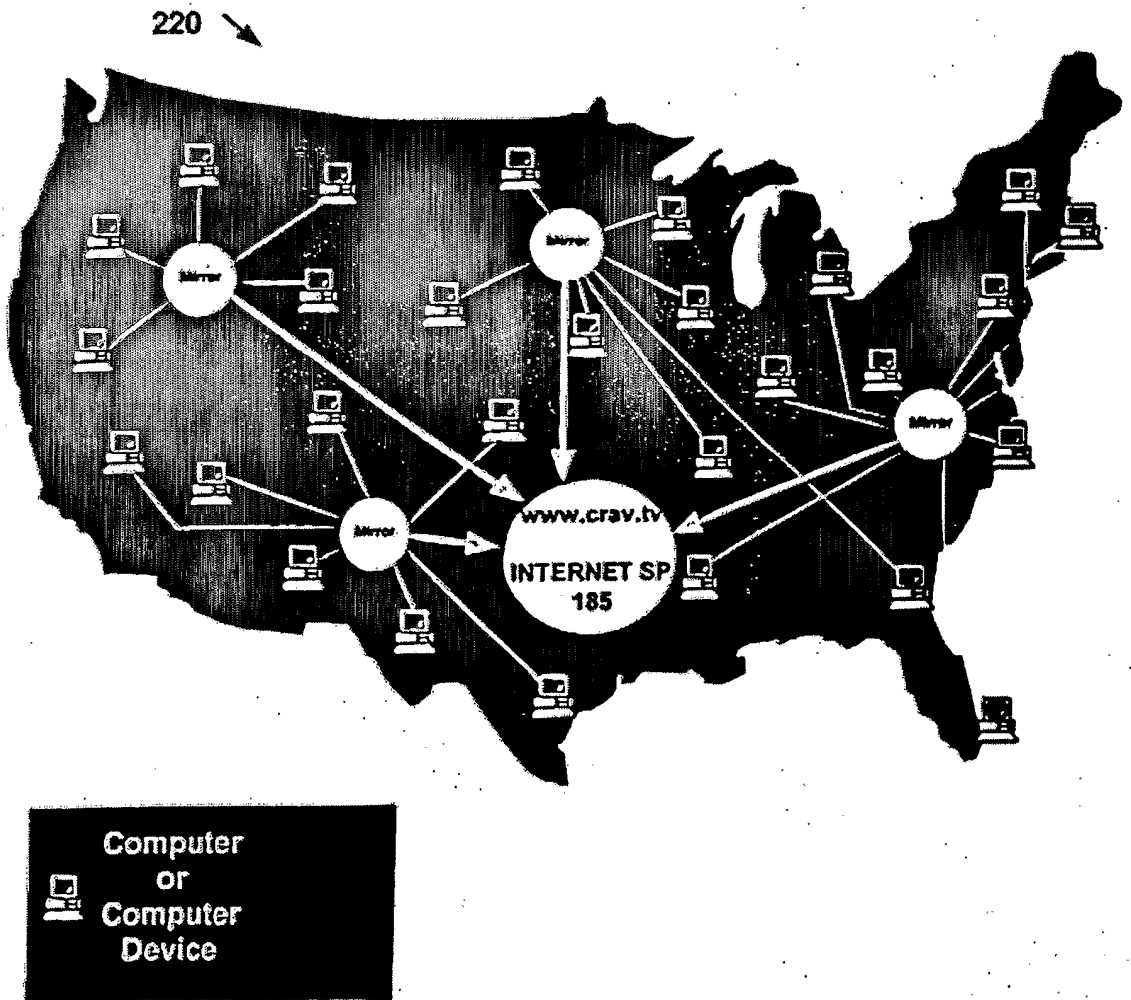 220
Mirror
Mirror
Mirror
Mirror
www.crav.tv
INTERNET SP
185
Computer
or
Computer
Device